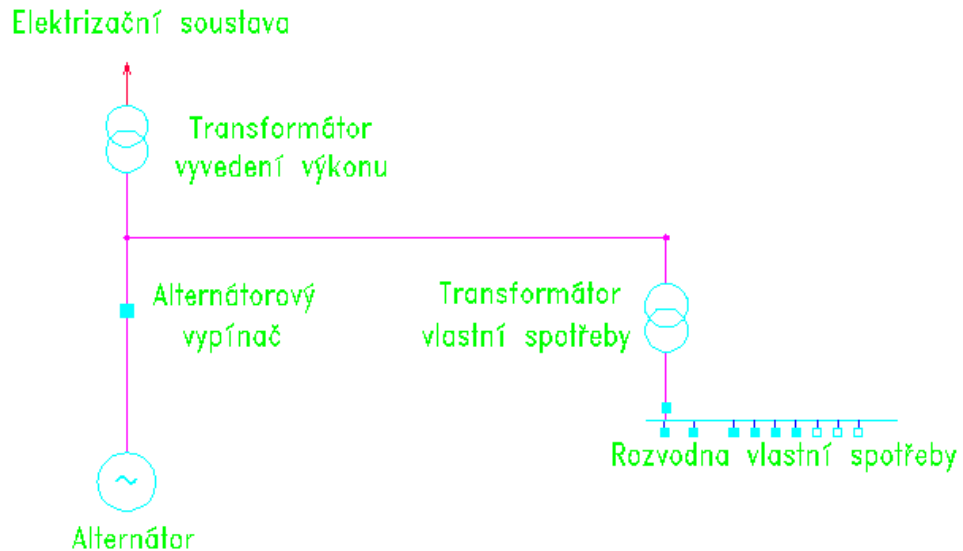 Elektrizační soustava
Transformátor
vyvedení výkonu
Alternátorový
vypínač
Transformátor
vlastní spotřeby
Rozvodna vlastní spotřeby
~
Alternátor